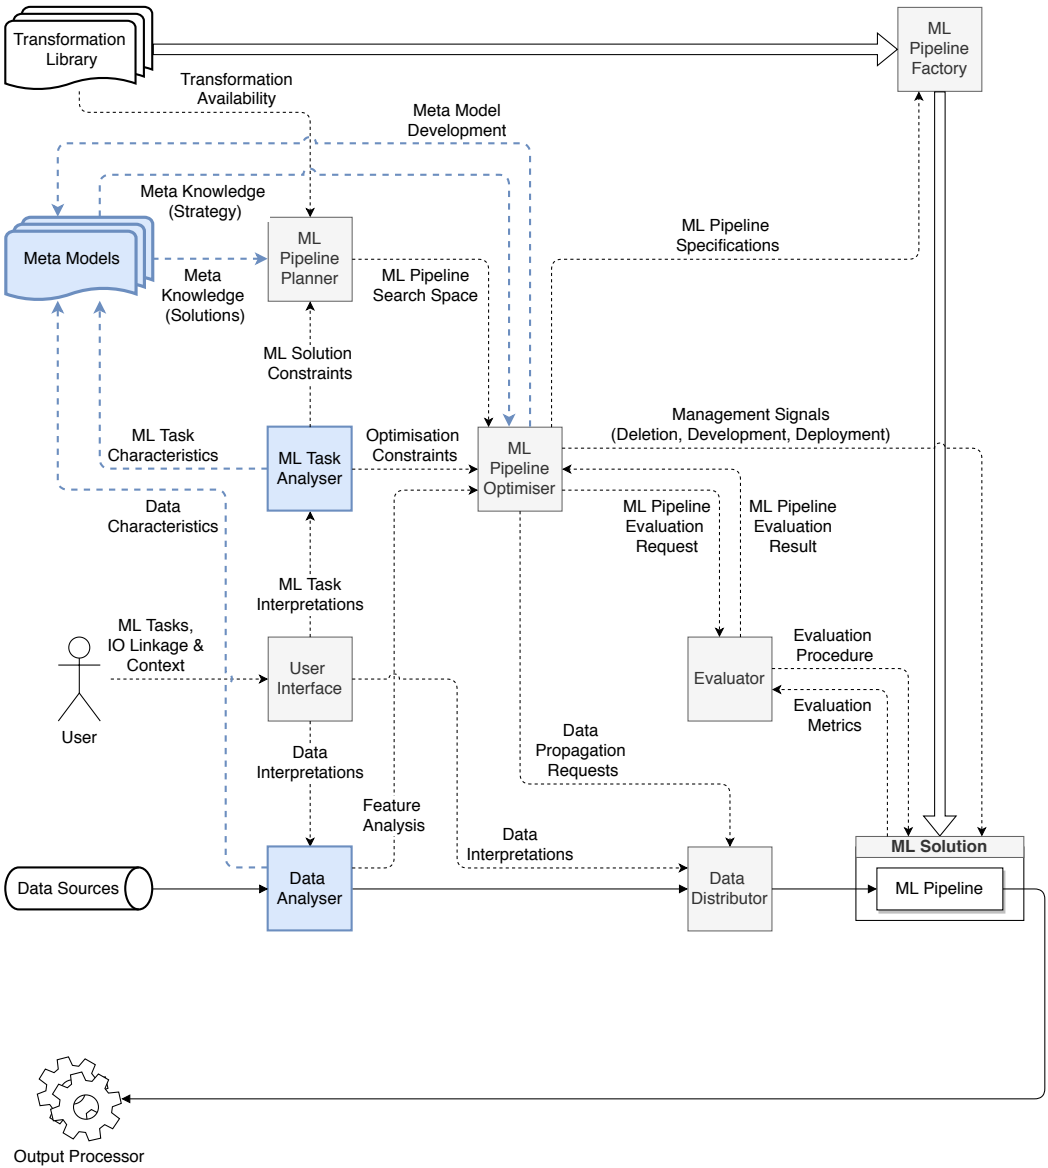 Transformation
Library
ML
Pipeline
Factory
Transformation
Availability
Meta Model
Development
Meta Knowledge
(Strategy)
ML Pipeline
Specifications
Meta Models
ML
Pipeline
Planner
Meta
Knowledge
(Solutions)
ML Pipeline
Search Space
ML Solution
Constraints
Management Signals
(Deletion, Development, Deployment)
ML Task
Characteristics
ML Task
Analyser
Optimisation
Constraints
ML
Pipeline
Optimiser
Data
Characteristics
ML Pipeline
Evaluation
Request
ML Pipeline
Evaluation
Result
ML Task
Interpretations
ML Tasks,
IO Linkage &
Context
User
User
Interface
Evaluator
Evaluation
Procedure
Evaluation
Metrics
Data
Interpretations
Data
Propagation
Requests
Feature
Analysis
Data
Interpretations
ML Solution
Data Sources
Data
Analyser
Data
Distributor
ML Pipeline
Output Processor